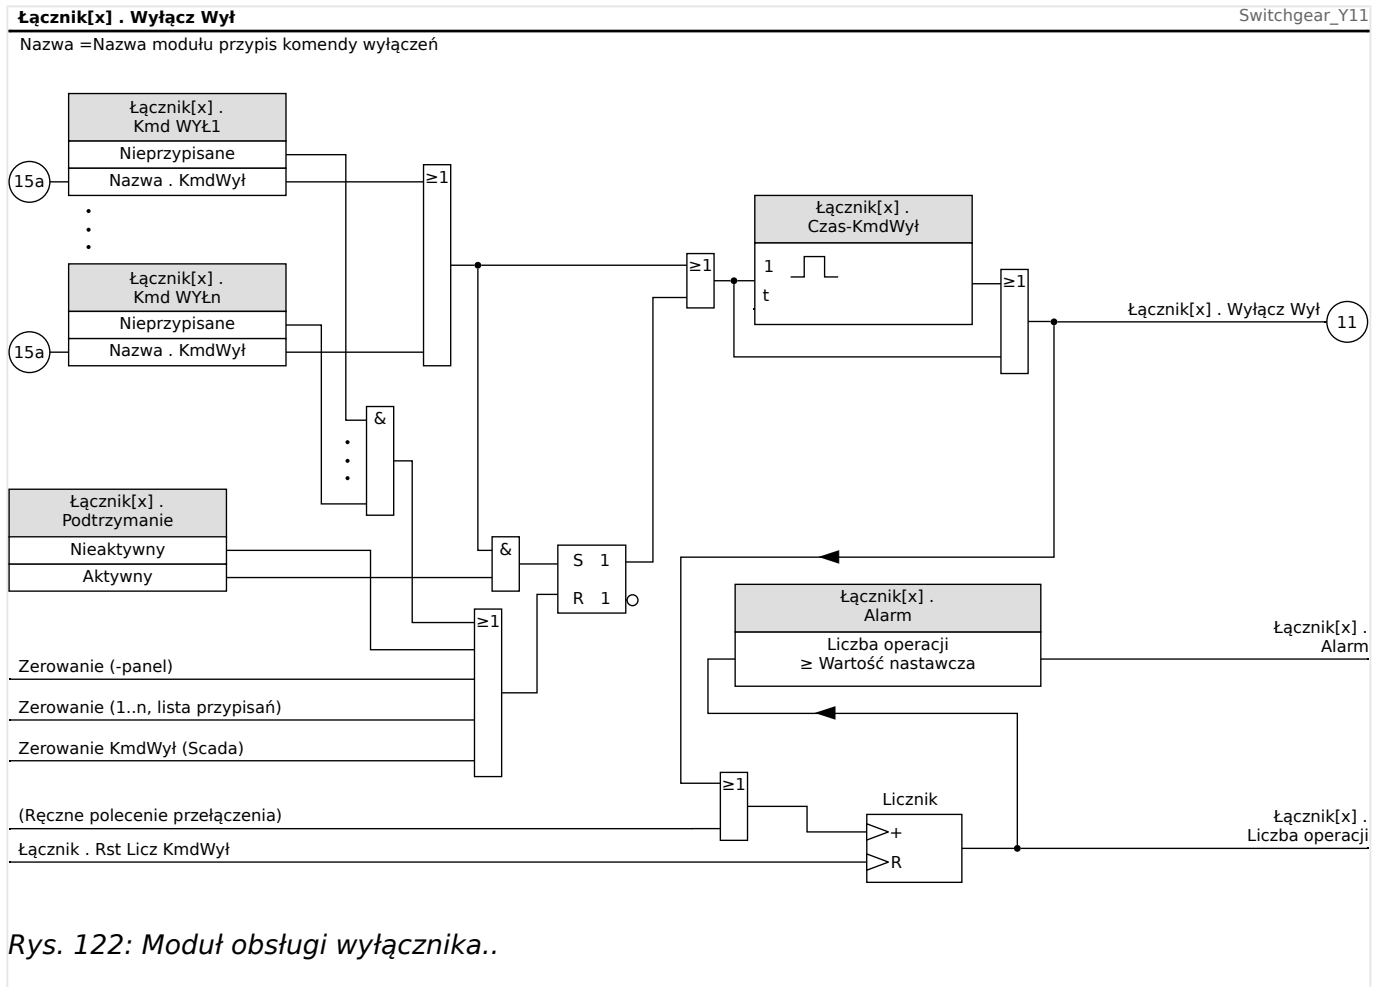 Łącznik[x] . Wyłącz Wył
Switchgear_Y11
Nazwa =Nazwa modułu przypis komendy wyłączeń
Łącznik[x] .
Kmd WYŁ1
Nieprzypisane
15a
Nazwa . KmdWył
≥1
Łącznik[x] .
Czas-KmdWył
1
t
≥1
≥1
Łącznik[x] .
Kmd WYŁn
Nieprzypisane
15a
Nazwa . KmdWył
Łącznik[x] . Wyłącz Wył
11
&
Łącznik[x] .
Podtrzymanie
Nieaktywny
Aktywny
&
S 1
R 1
≥1
Łącznik[x] .
Alarm
Liczba operacji
≥ Wartość nastawcza
Łącznik[x] .
Alarm
Zerowanie (-panel)
Zerowanie (1..n, lista przypisań)
Zerowanie KmdWył (Scada)
≥1
(Ręczne polecenie przełączenia)
Licznik
+
R
Łącznik[x] .
Liczba operacji
Łącznik . Rst Licz KmdWył
Rys. 122: Moduł obsługi wyłącznika..